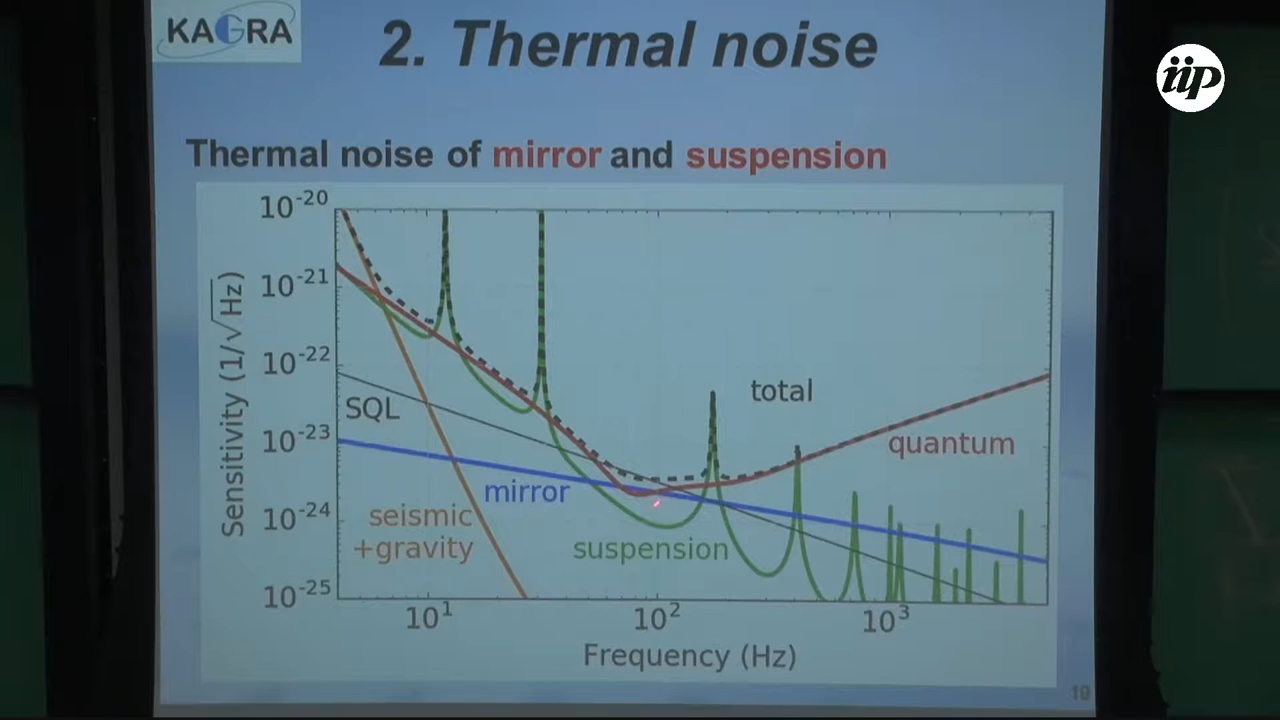 KAGRA
2. Thermal noise
iip
Thermal noise of mirror and suspension
10-20
10-21
10-22
10-23
10-24
10-25
Sensitivity (1/√Hz)
total
SQL
quantum
mirror
seismic
+gravity
suspension
10¹ 10² 10³
Frequency (Hz)
19